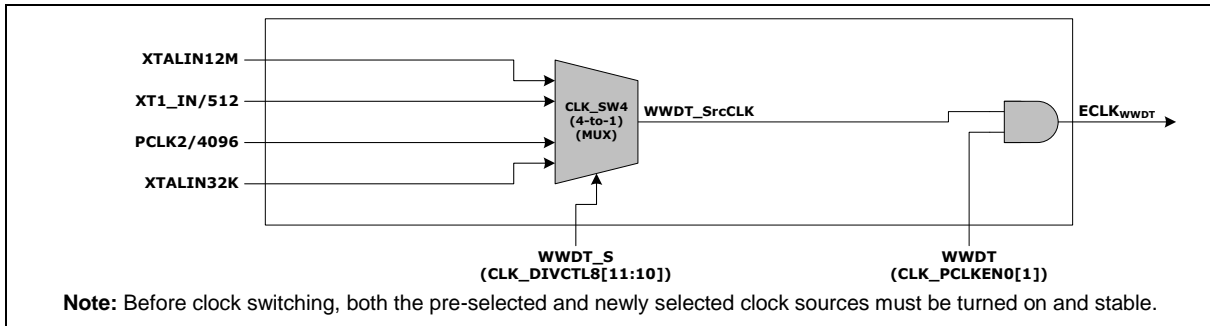 XTALIN12M
XT1_IN/512
PCLK2/4096
XTALIN32K
CLK_SW4
(4-to-1)
(MUX)
WWDT_SrcCLK
ECLKWWDT
WWDT_S
(CLK_DIVCTL8[11:10])
WWDT
(CLK_PCLKEN0[1])
Note: Before clock switching, both the pre-selected and newly selected clock sources must be turned on and stable.